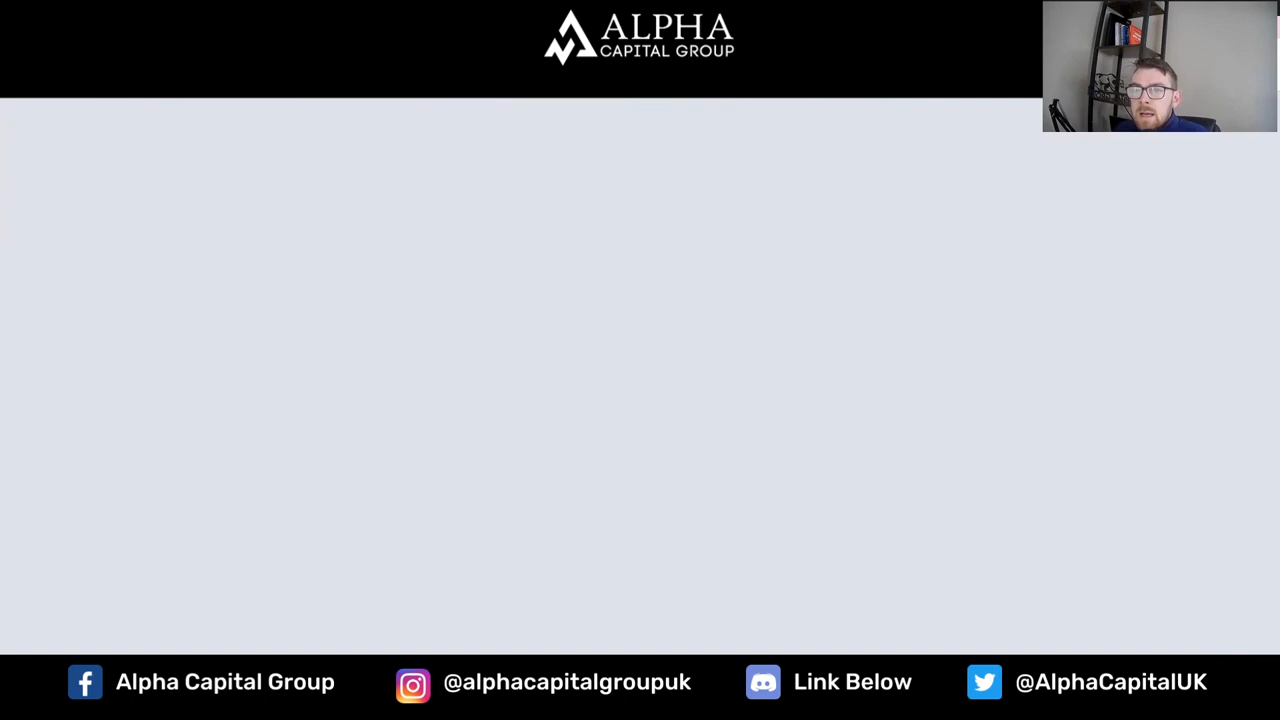 ALPHA
CAPITAL GROUP
Alpha Capital Group
@alphacapitalgroupuk
Link Below
@AlphaCapitalUK